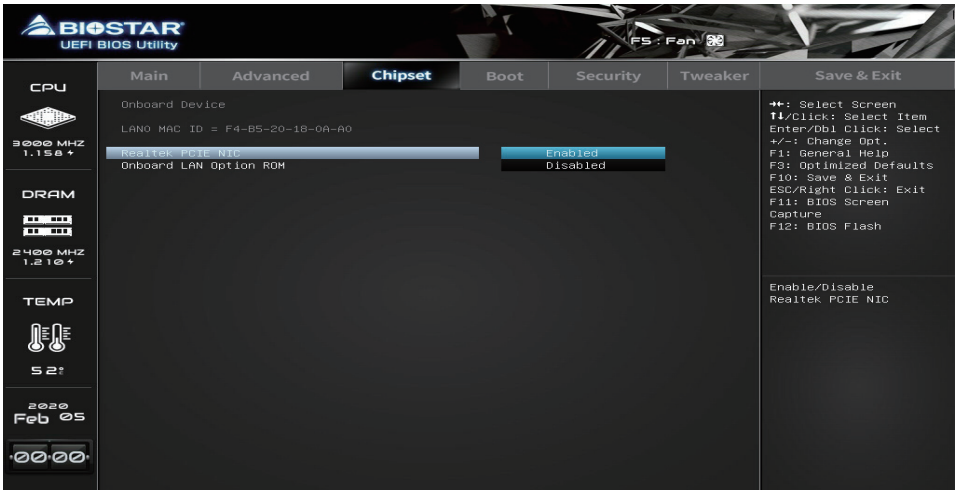 BIOSTAR
UEFI BIOS Utility
F5 : Fan
Main Advanced Chipset Boot Security Tweaker Save & Exit
CPU
3000 MHZ
1.158
DRAM
2400 MHZ
1.210
TEMP
52℃
2020
Feb 05
00:00
Onboard Device
LAN0 MAC ID = F4-B5-20-18-0A-A0
Realtek PCIE NIC Enabled
Onboard LAN Option ROM Disabled
→←: Select Screen
↑↓/Click: Select Item
Enter/Dbl Click: Select
+/-: Change Opt.
F1: General Help
F3: Optimized Defaults
F10: Save & Exit
ESC/Right Click: Exit
F11: BIOS Screen
Capture
F12: BIOS Flash
Enable/Disable
Realtek PCIE NIC